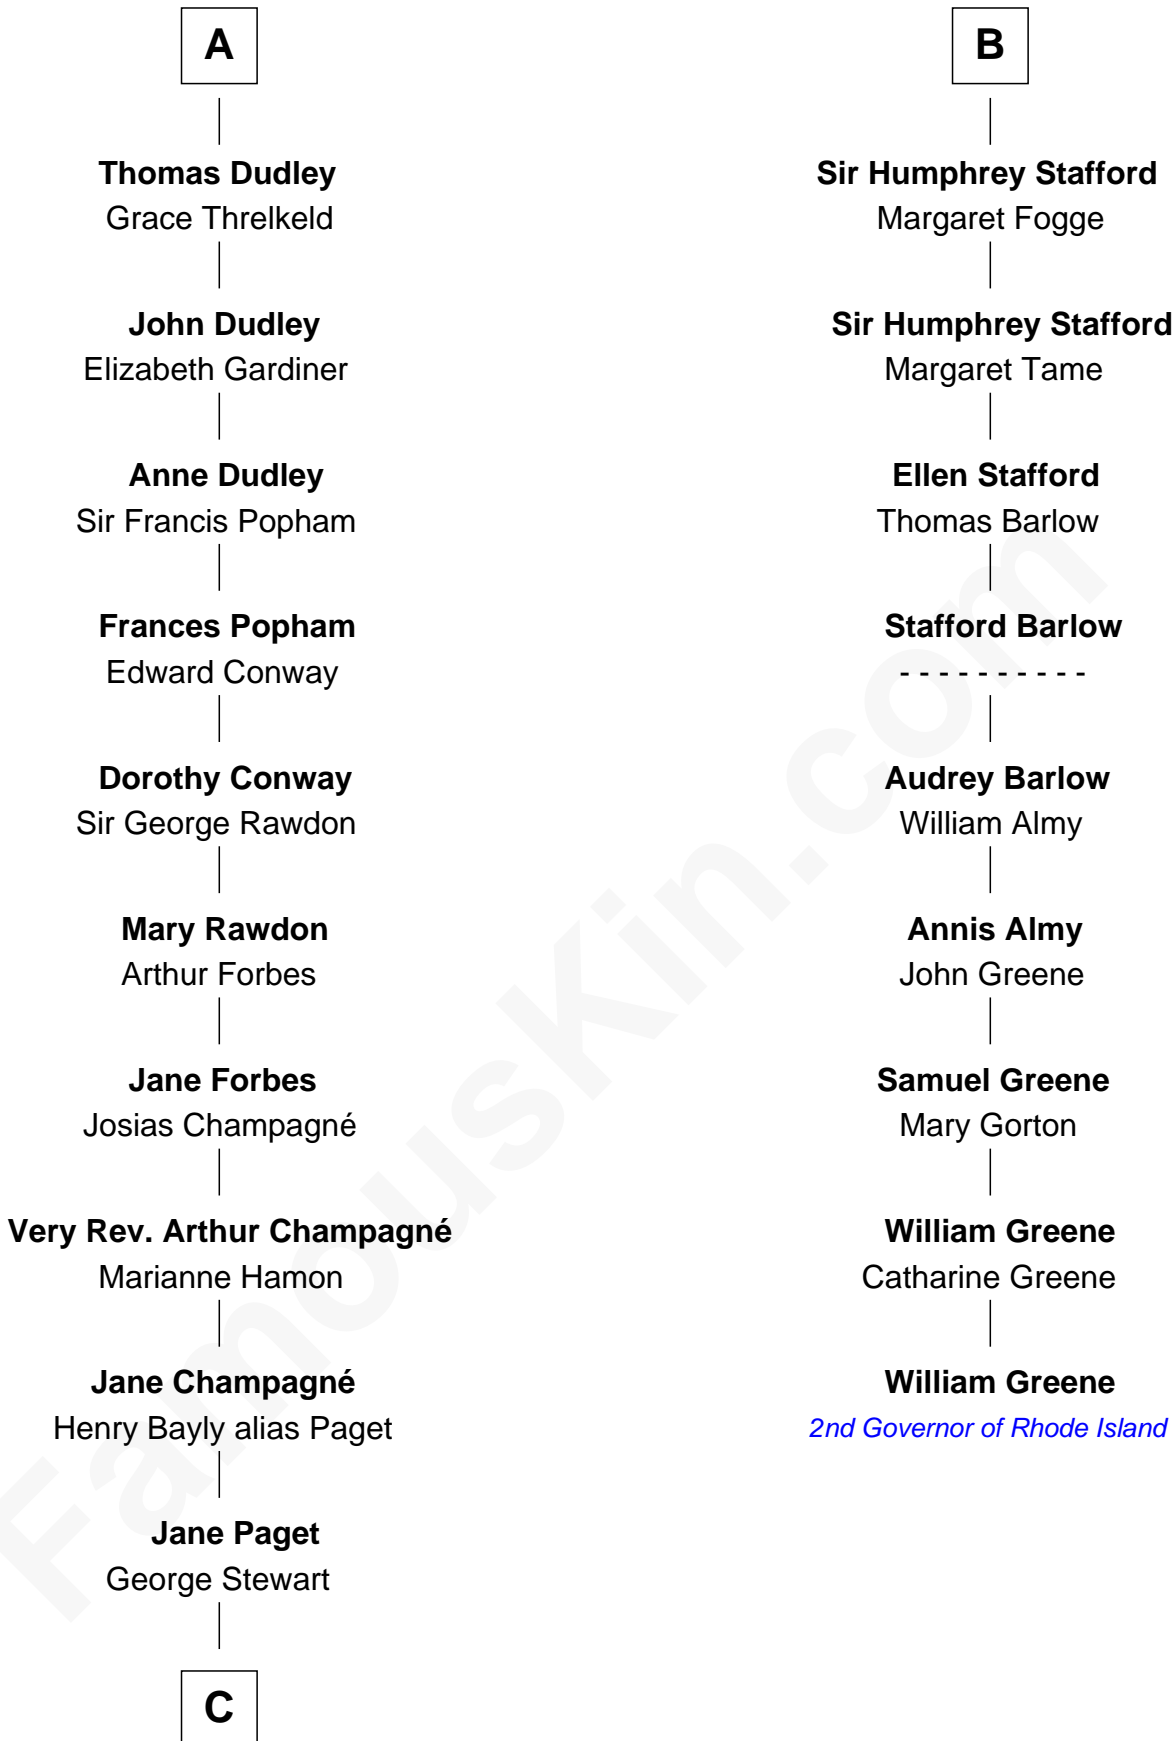 A
Thomas Dudley
Grace Threlkeld
John Dudley
Elizabeth Gardiner
Anne Dudley
Sir Francis Popham
Frances Popham
Edward Conway
Dorothy Conway
Sir George Rawdon
Mary Rawdon
Arthur Forbes
Jane Forbes
Josias Champagné
Very Rev. Arthur Champagné
Marianne Hamon
Jane Champagné
Henry Bayly alias Paget
Jane Paget
George Stewart
C
B
Sir Humphrey Stafford
Margaret Fogge
Sir Humphrey Stafford
Margaret Tame
Ellen Stafford
Thomas Barlow
Stafford Barlow
- - - - - - - - - -
Audrey Barlow
William Almy
Annis Almy
John Greene
Samuel Greene
Mary Gorton
William Greene
Catharine Greene
William Greene
2nd Governor of Rhode Island
FamousKin.com